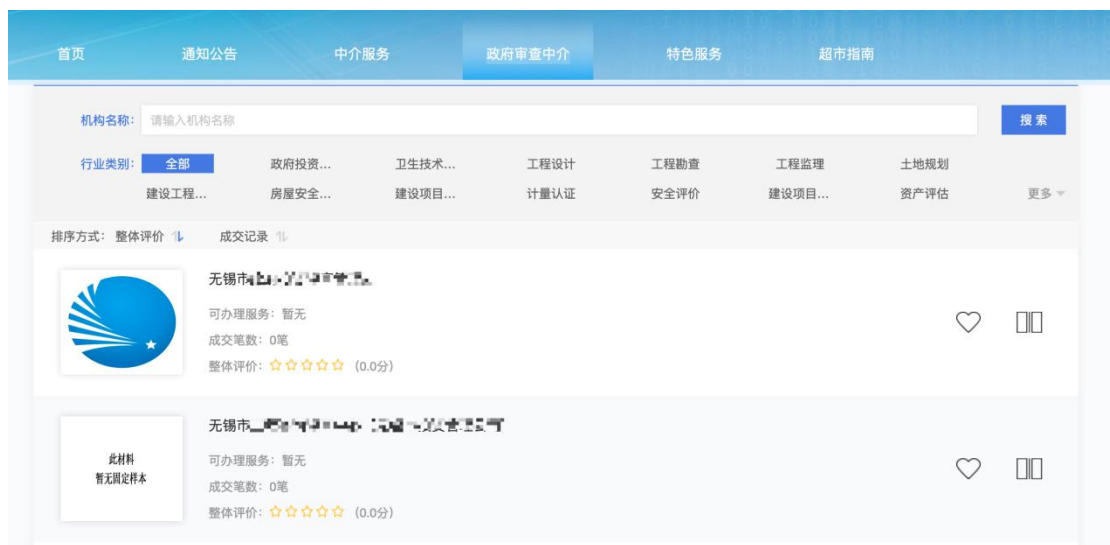 首页 通知公告 中介服务 政府审查中介 特色服务 超市指南
机构名称: 请输入机构名称 搜 索
行业类别: 全部 政府投资... 卫生技术... 工程设计 工程勘查 工程监理 土地规划
建设工程... 房屋安全... 建设项目... 计量认证 安全评价 建设项目... 资产评估 更多
排序方式: 整体评价 成交记录
无锡市
可办理服务: 暂无
成交笔数: 0笔
整体评价: (0.0分)
无锡市
此材料
暂无固定样本
可办理服务: 暂无
成交笔数: 0笔
整体评价: (0.0分)